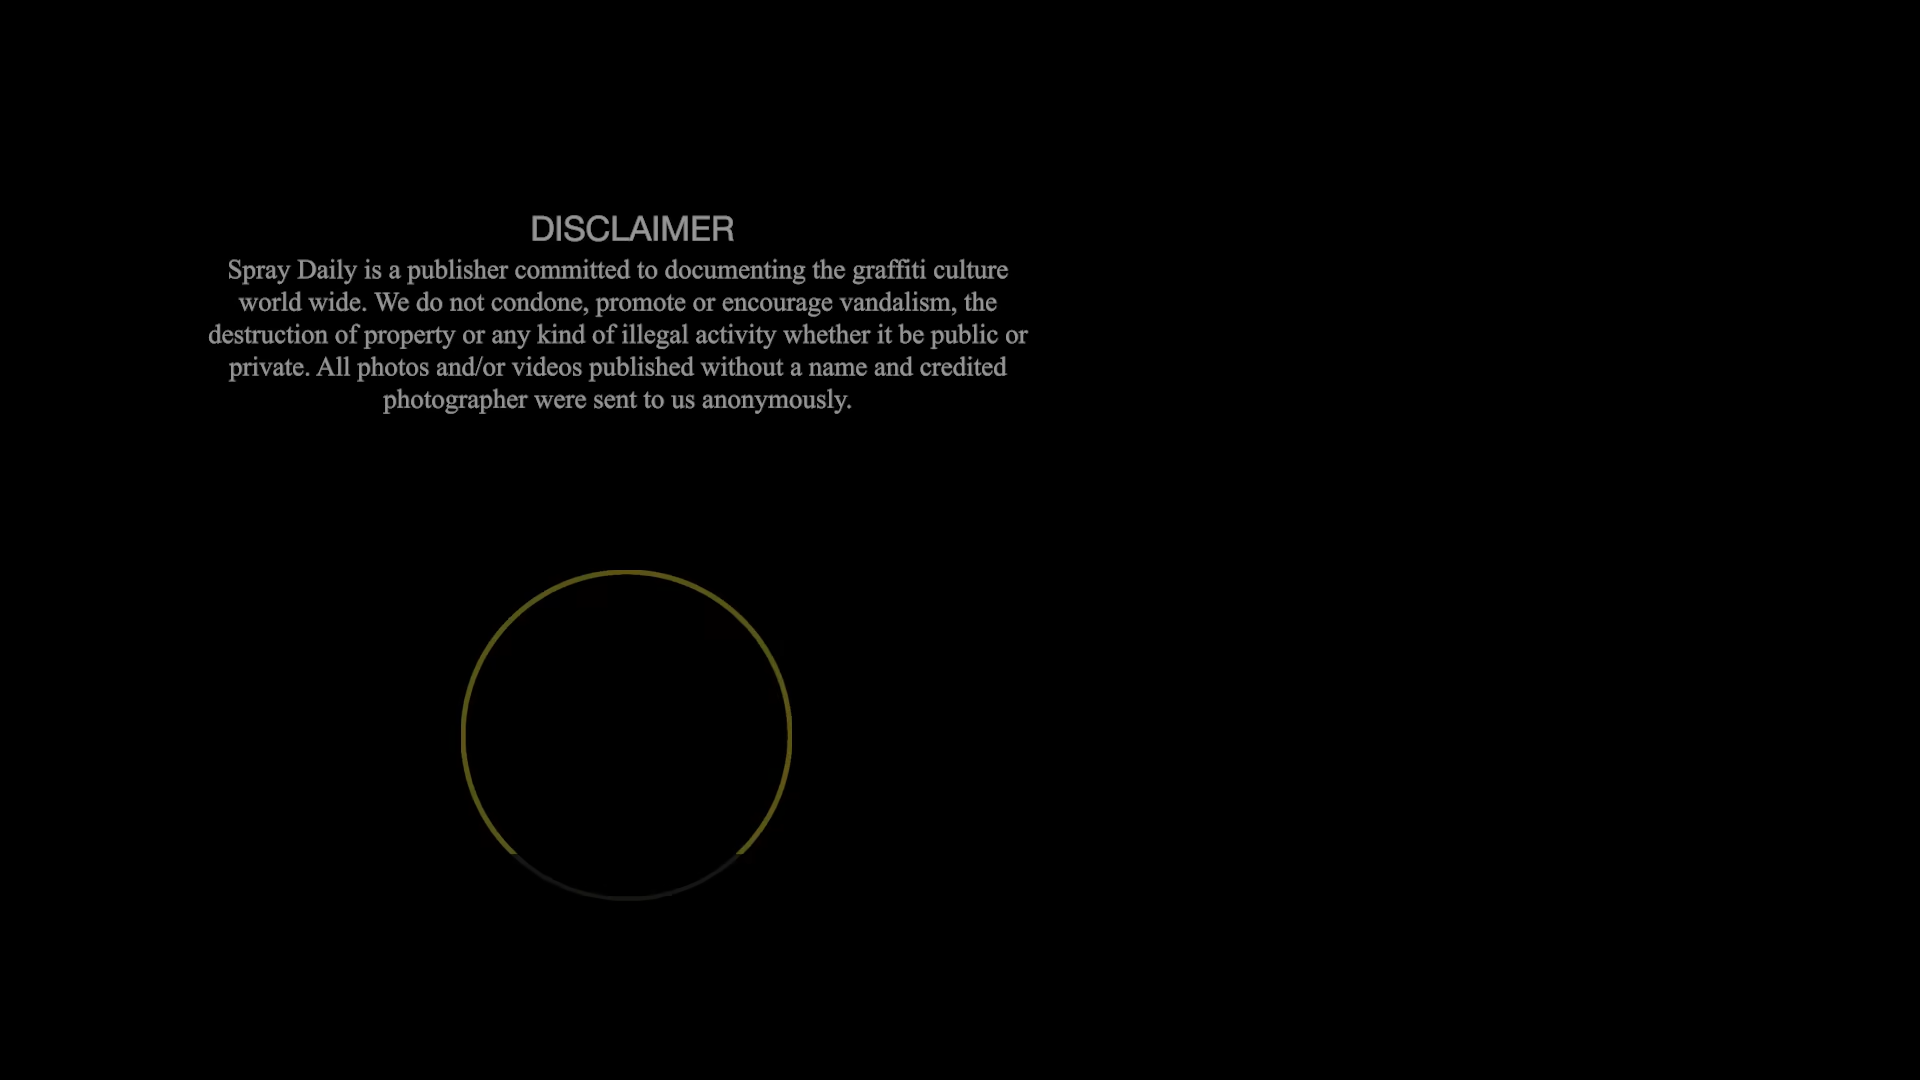 DISCLAIMER
Spray Daily is a publisher committed to documenting the graffiti culture
world wide. We do not condone, promote or encourage vandalism, the
destruction of property or any kind of illegal activity whether it be public or
private. All photos and/or videos published without a name and credited
photographer were sent to us anonymously.